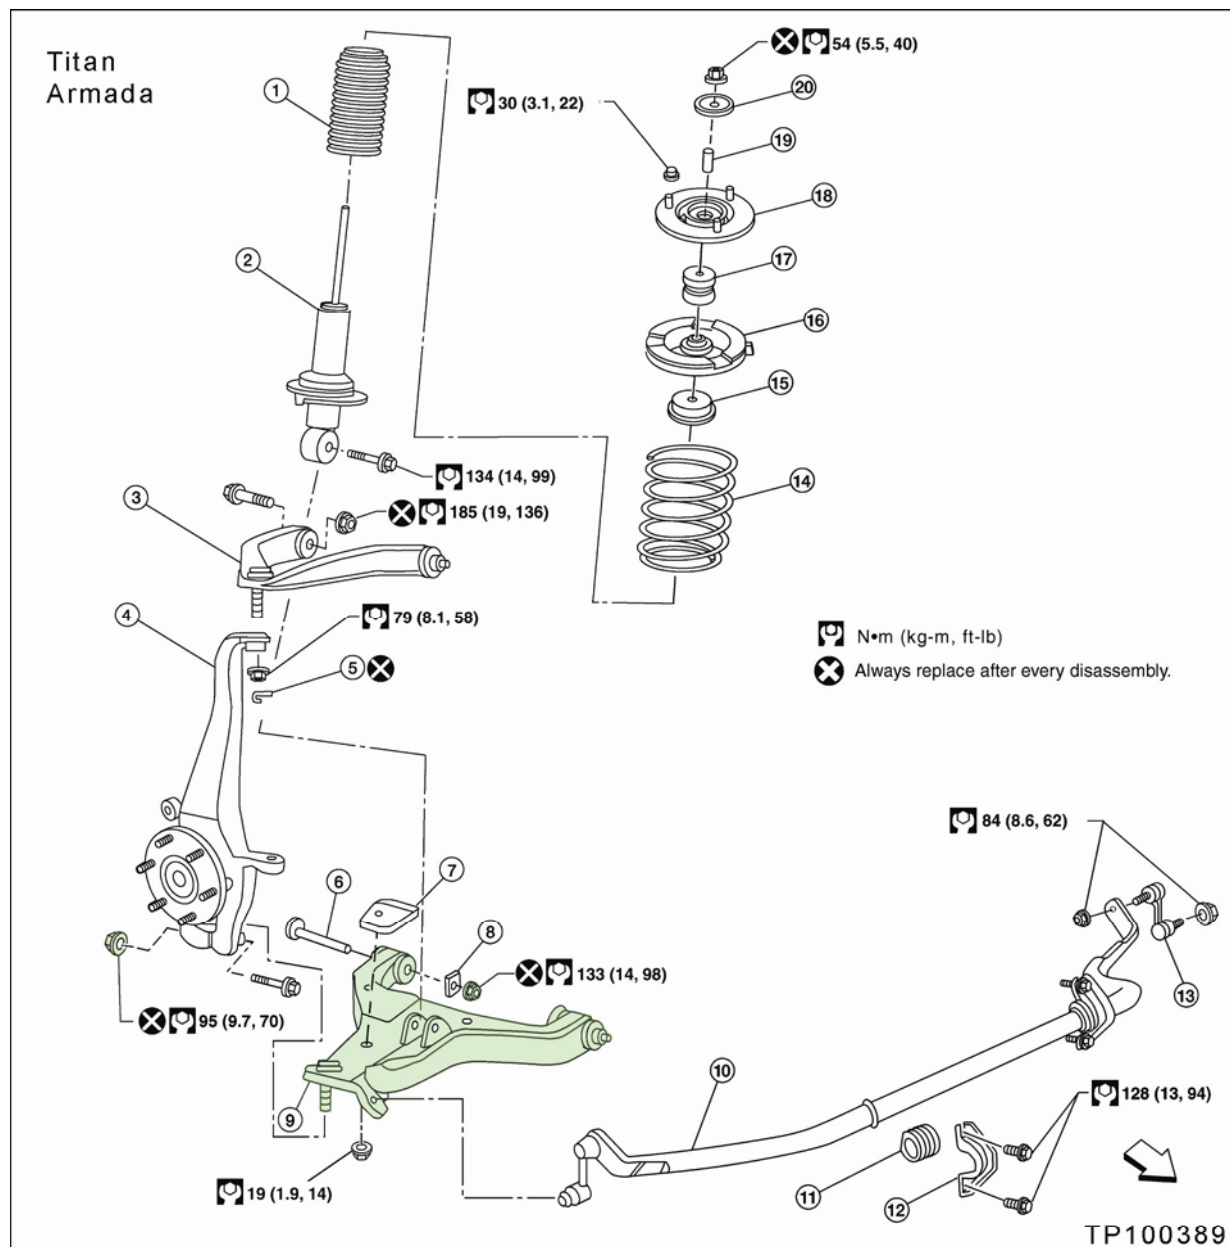 Titan
Armada
54 (5.5, 40)
30 (3.1, 22)
1
20
19
18
2
17
16
15
134 (14, 99)
14
3
185 (19, 136)
4
79 (8.1, 58)
5
N•m (kg-m, ft-lb)
Always replace after every disassembly.
84 (8.6, 62)
6
7
8
133 (14, 98)
13
95 (9.7, 70)
10
9
128 (13, 94)
11
12
19 (1.9, 14)
TP100389